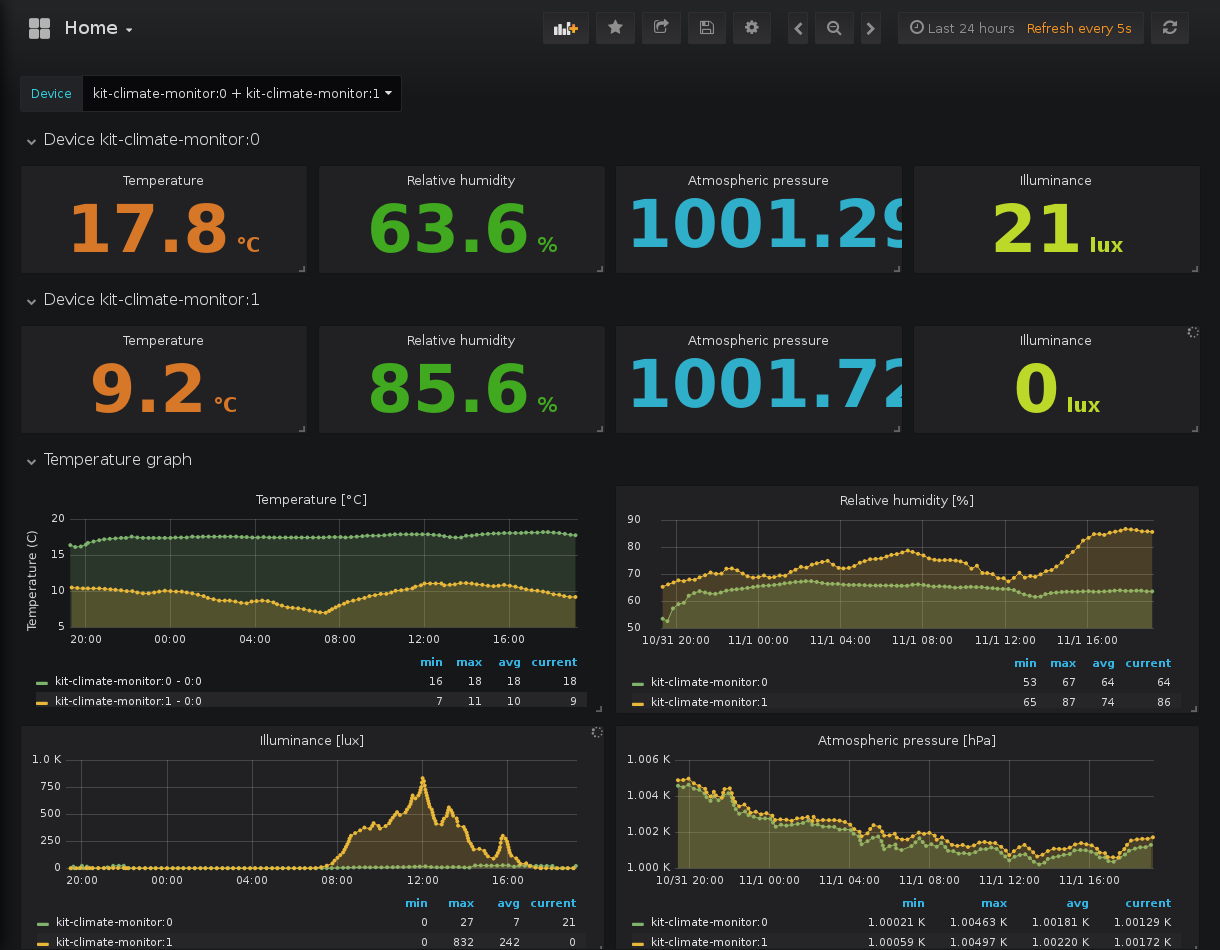 Home
Last 24 hours Refresh every 5s
Device kit-climate-monitor:0 + kit-climate-monitor:1
Device kit-climate-monitor:0
Temperature Relative humidity Atmospheric pressure Illuminance
17.8 °C 63.6 % 1001.29 21 lux
Device kit-climate-monitor:1
Temperature Relative humidity Atmospheric pressure Illuminance
9.2 °C 85.6 % 1001.72 0 lux
Temperature graph
Temperature [°C]
Temperature (C)
20
15
10
5
20:00 00:00 04:00 08:00 12:00 16:00
min max avg current
kit-climate-monitor:0 - 0:0 16 18 18 18
kit-climate-monitor:1 - 0:0 7 11 10 9
Relative humidity [%]
90
80
70
60
50
10/31 20:00 11/1 00:00 11/1 04:00 11/1 08:00 11/1 12:00 11/1 16:00
min max avg current
kit-climate-monitor:0 53 67 64 64
kit-climate-monitor:1 65 87 74 86
Illuminance [lux]
1.0 K
750
500
250
0
20:00 00:00 04:00 08:00 12:00 16:00
min max avg current
kit-climate-monitor:0 0 27 7 21
kit-climate-monitor:1 0 832 242 0
Atmospheric pressure [hPa]
1.006 K
1.004 K
1.002 K
1.000 K
10/31 20:00 11/1 00:00 11/1 04:00 11/1 08:00 11/1 12:00 11/1 16:00
min max avg current
kit-climate-monitor:0 1.00021 K 1.00463 K 1.00181 K 1.00129 K
kit-climate-monitor:1 1.00059 K 1.00497 K 1.00220 K 1.00172 K